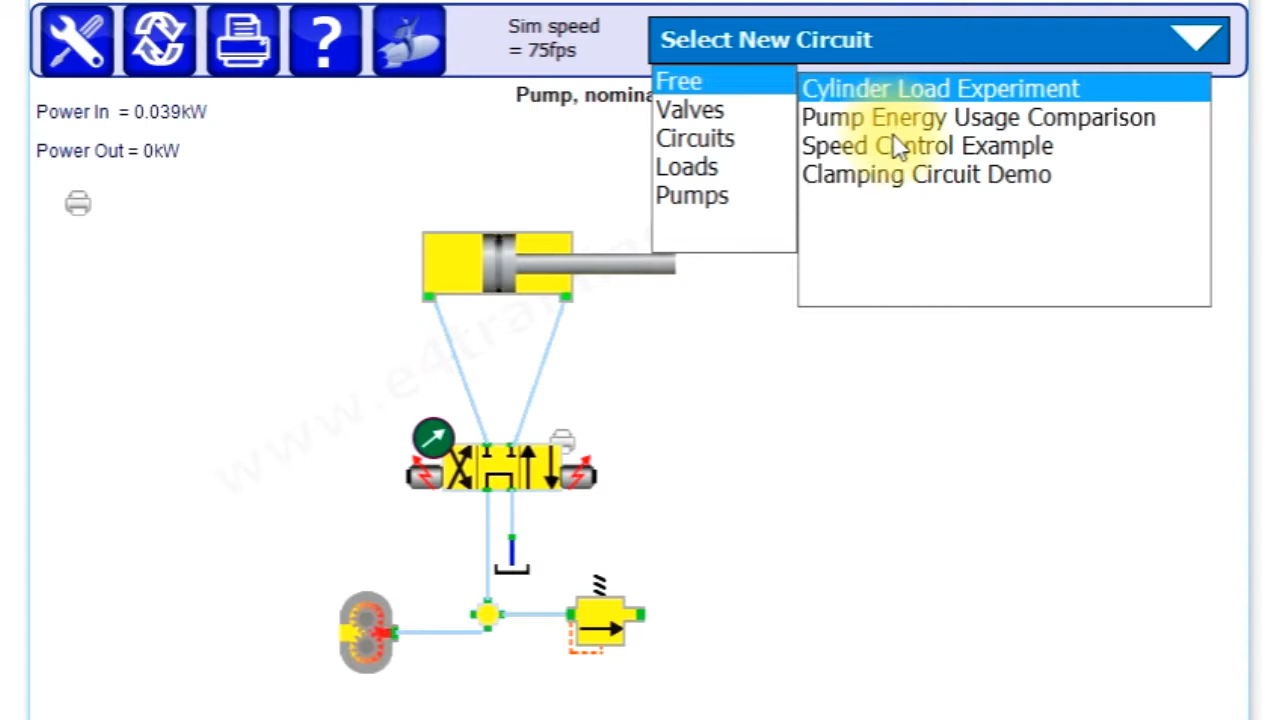 Sim speed
= 75fps
Select New Circuit
Power In = 0.039kW
Power Out = 0kW
Pump, nomina
Free
Valves
Circuits
Loads
Pumps
Cylinder Load Experiment
Pump Energy Usage Comparison
Speed Control Example
Clamping Circuit Demo
?